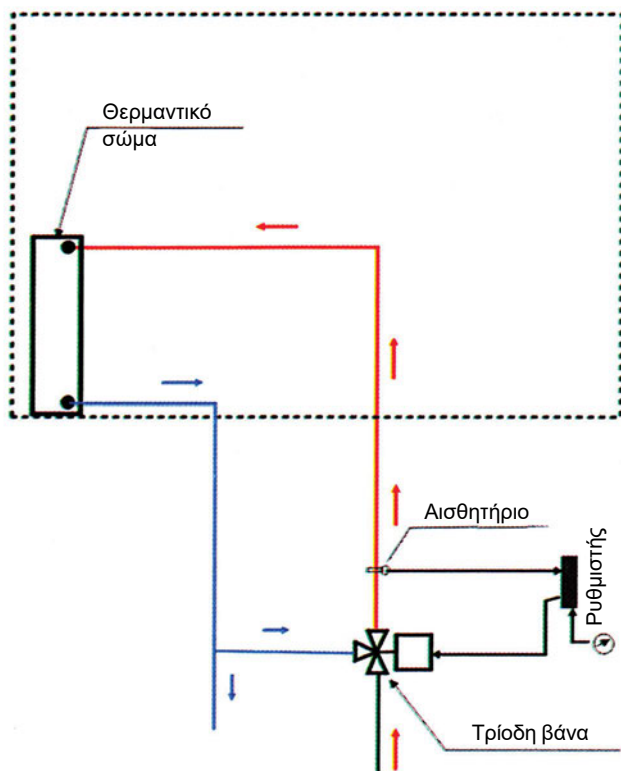 Θερμαντικό
σώμα
Αισθητήριο
Ρυθμιστής
Τρίοδη βάνα